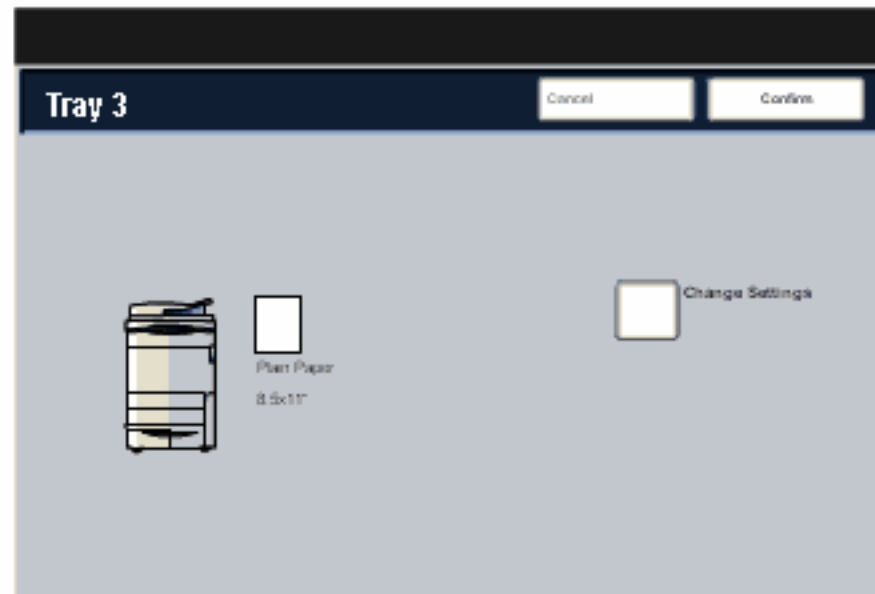 Tray 3
Cancel
Confirm
Change Settings
Plain Paper
8.5x11"